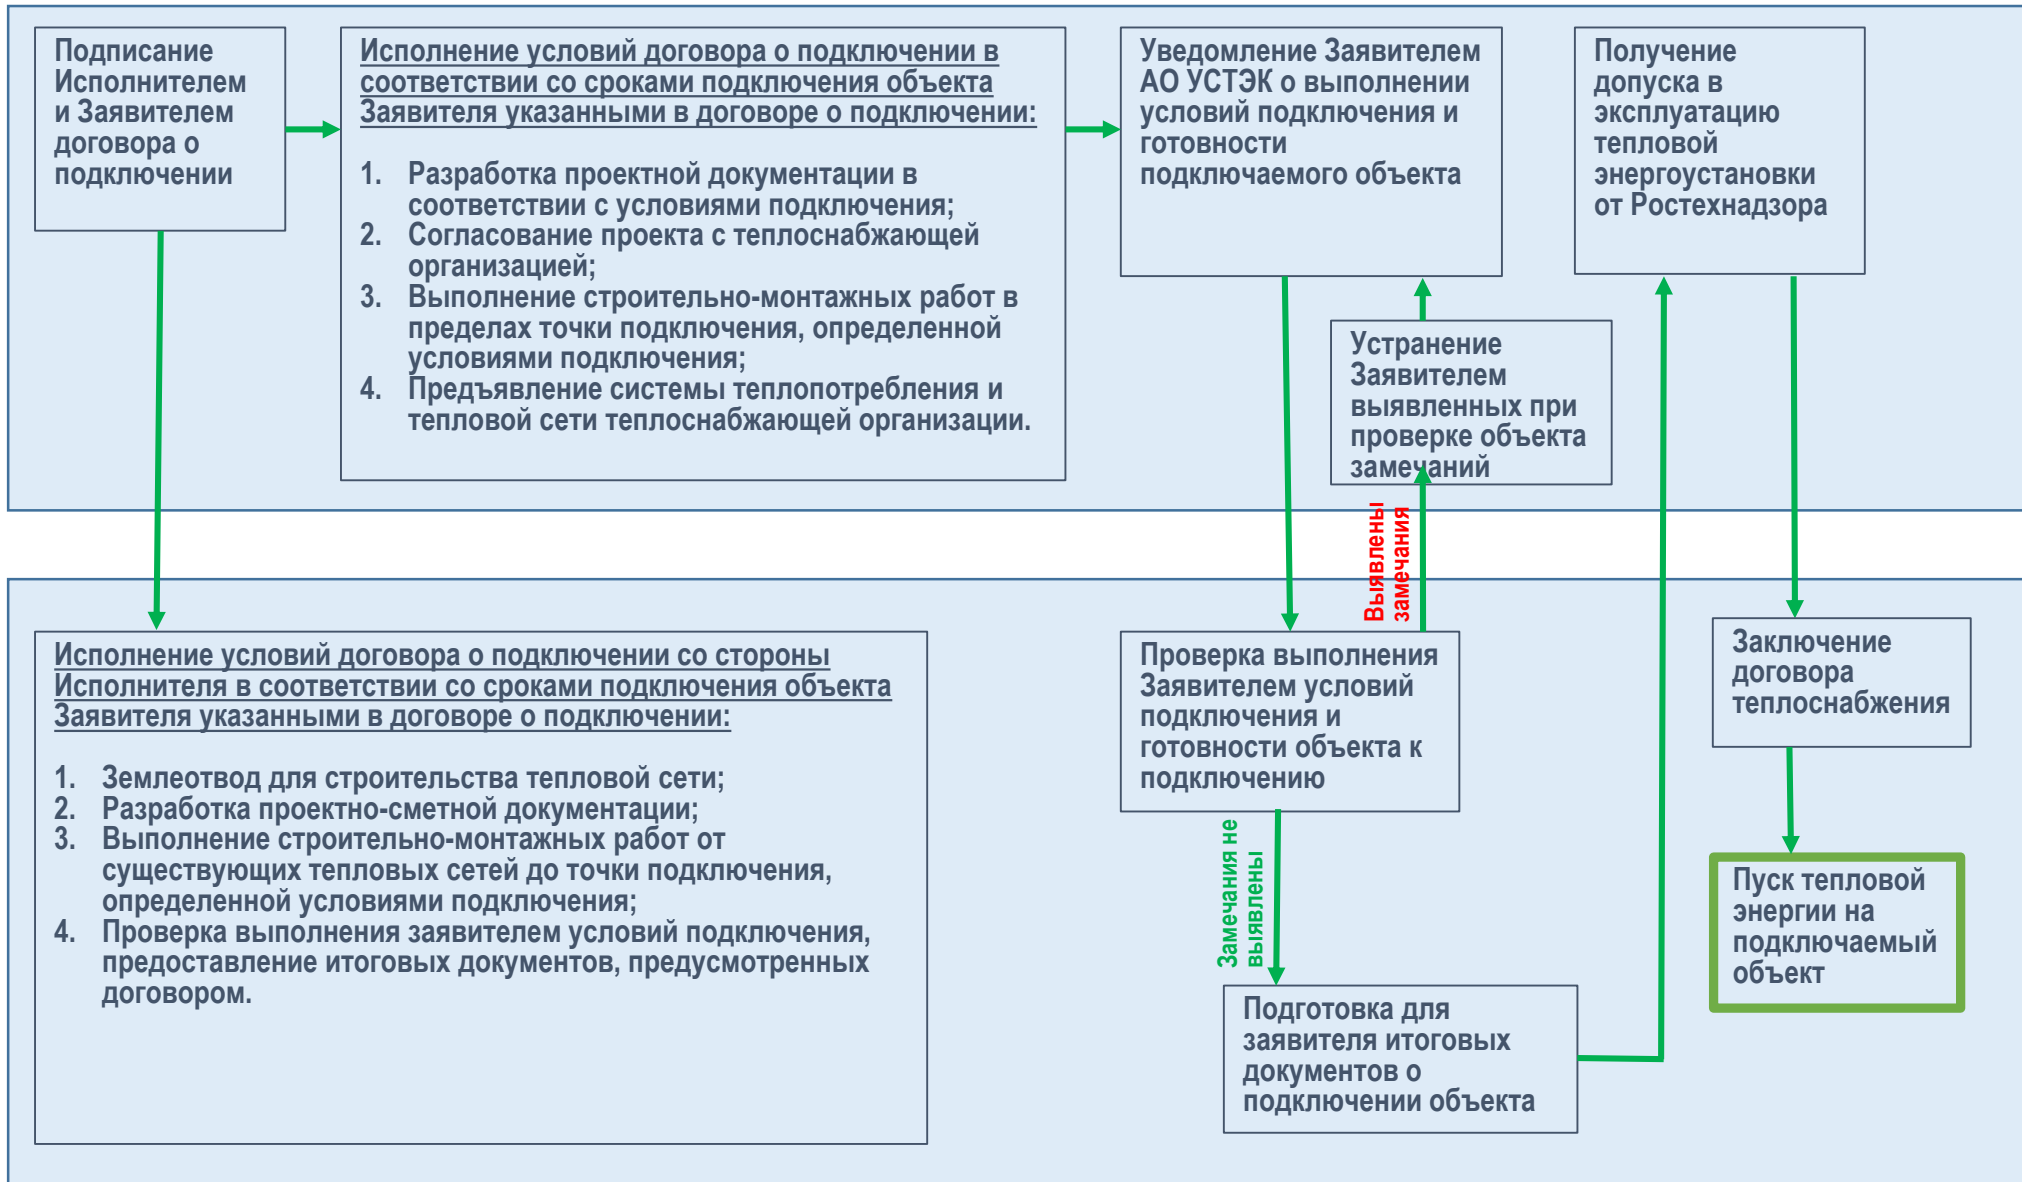 Подписание
Исполнителем
и Заявителем
договора о
подключении
Исполнение условий договора о подключении в
соответствии со сроками подключения объекта
Заявителя указанными в договоре о подключении:
1. Разработка проектной документации в
соответствии с условиями подключения;
2. Согласование проекта с теплоснабжающей
организацией;
3. Выполнение строительно-монтажных работ в
пределах точки подключения, определенной
условиями подключения;
4. Предъявление системы теплопотребления и
тепловой сети теплоснабжающей организации.
Уведомление Заявителем
АО УСТЭК о выполнении
условий подключения и
готовности
подключаемого объекта
Получение
допуска в
эксплуатацию
тепловой
энергоустановки
от Ростехнадзора
Устранение
Заявителем
выявленных при
проверке объекта
замечаний
Выявлены
замечания
Исполнение условий договора о подключении со стороны
Исполнителя в соответствии со сроками подключения объекта
Заявителя указанными в договоре о подключении:
1. Землеотвод для строительства тепловой сети;
2. Разработка проектно-сметной документации;
3. Выполнение строительно-монтажных работ от
существующих тепловых сетей до точки подключения,
определенной условиями подключения;
4. Проверка выполнения заявителем условий подключения,
предоставление итоговых документов, предусмотренных
договором.
Проверка выполнения
Заявителем условий
подключения и
готовности объекта к
подключению
Замечания не
выявлены
Подготовка для
заявителя итоговых
документов о
подключении объекта
Заключение
договора
теплоснабжения
Пуск тепловой
энергии на
подключаемый
объект